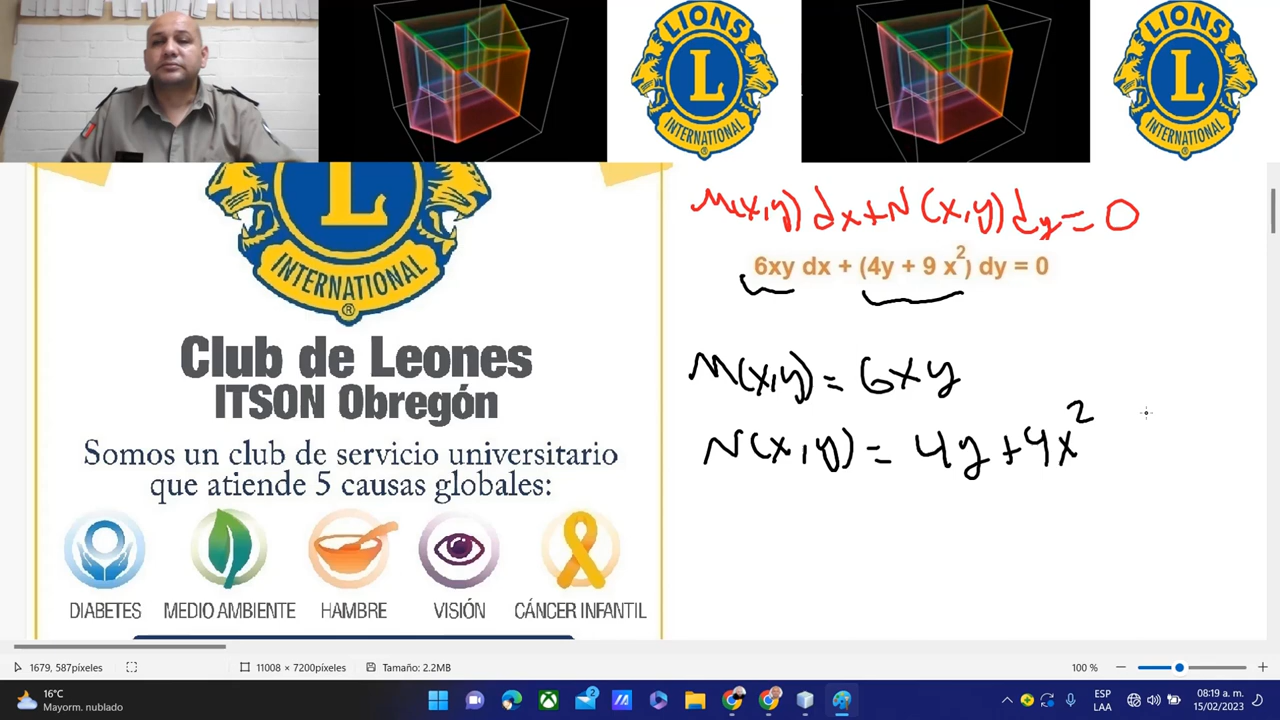 LIONS
L
INTERNATIONAL
®
LIONS
L
INTERNATIONAL
®
INTERNATIONAL
®
Club de Leones
ITSON Obregón
Somos un club de servicio universitario
que atiende 5 causas globales:
DIABETES
MEDIO AMBIENTE
HAMBRE
VISIÓN
CÁNCER INFANTIL
M(x,y) dx+N(x,y) dy=0
6xy dx + (4y + 9 x²) dy = 0
M(x,y) = 6xy
N(x,y) = 4y+9x²
1679, 587píxeles
11008 × 7200píxeles
Tamaño: 2.2MB
100 %
16°C
Mayorm. nublado
2
ESP
LAA
08:19 a. m.
15/02/2023